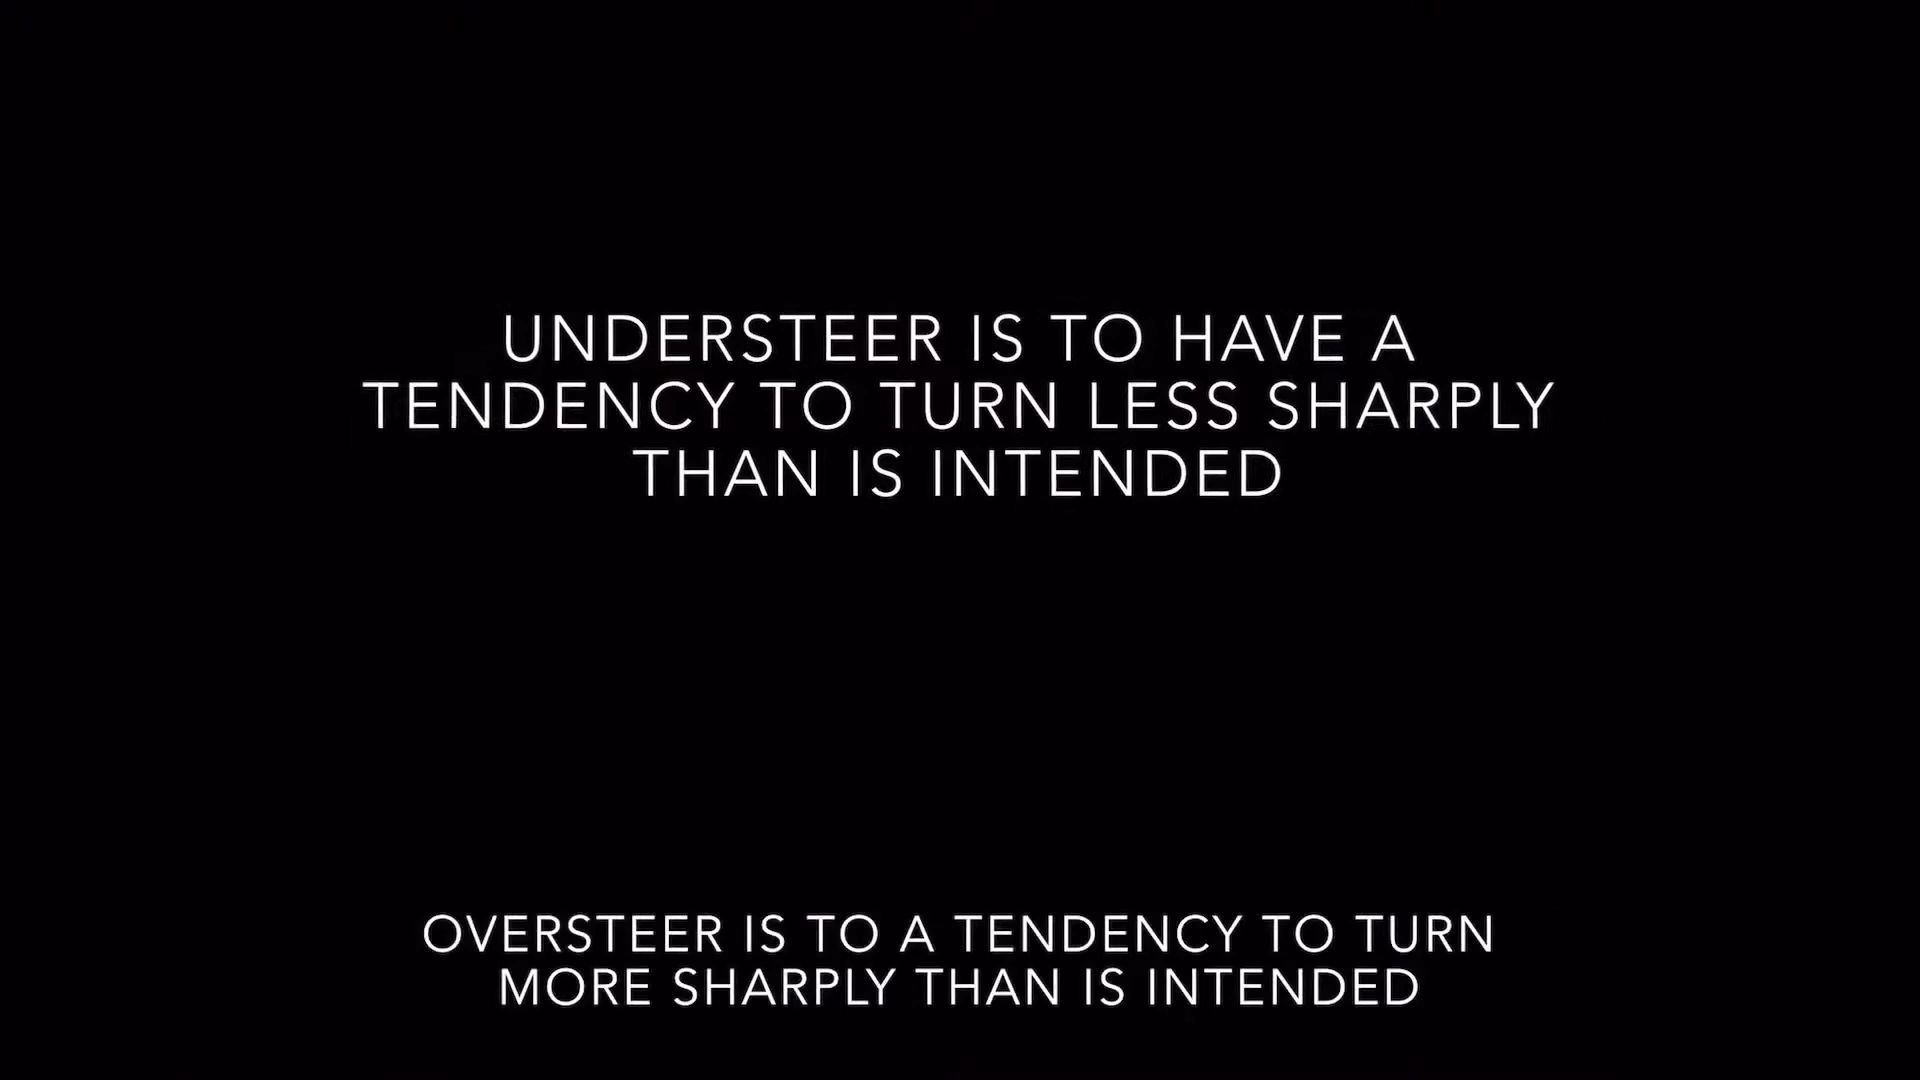 UNDERSTEER IS TO HAVE A
TENDENCY TO TURN LESS SHARPLY
THAN IS INTENDED
OVERSTEER IS TO A TENDENCY TO TURN
MORE SHARPLY THAN IS INTENDED